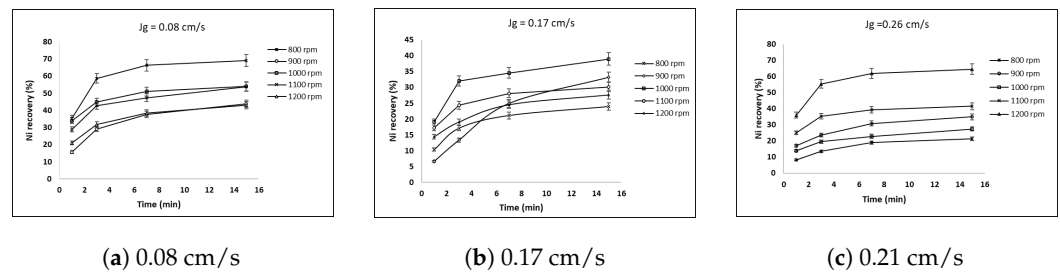 Jg = 0.08 cm/s
80
70
60
50
40
30
20
10
0
Ni recovery (%)
0 2 4 6 8 10 12 14 16
Time (min)
800 rpm
900 rpm
1000 rpm
1100 rpm
1200 rpm
(a) 0.08 cm/s
Jg = 0.17 cm/s
45
40
35
30
25
20
15
10
5
0
Ni recovery (%)
0 2 4 6 8 10 12 14 16
Time (min)
800 rpm
900 rpm
1000 rpm
1100 rpm
1200 rpm
(b) 0.17 cm/s
Jg =0.26 cm/s
80
70
60
50
40
30
20
10
0
Ni recovery (%)
0 2 4 6 8 10 12 14 16
Time (min)
800 rpm
900 rpm
1000 rpm
1100 rpm
1200 rpm
(c) 0.21 cm/s